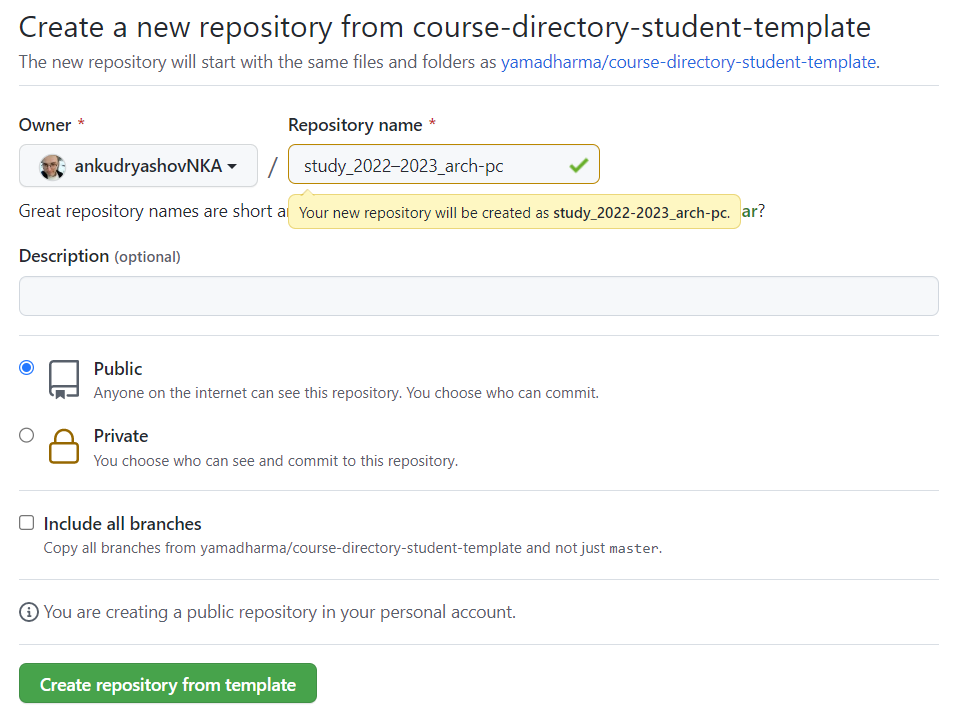 Create a new repository from course-directory-student-template
The new repository will start with the same files and folders as yamadharma/course-directory-student-template.
Owner * Repository name *
ankudryashovNKA / study_2022–2023_arch-pc
Great repository names are short a
Your new repository will be created as study_2022-2023_arch-pc.
ar?
Description (optional)
Public
Anyone on the internet can see this repository. You choose who can commit.
Private
You choose who can see and commit to this repository.
Include all branches
Copy all branches from yamadharma/course-directory-student-template and not just master.
You are creating a public repository in your personal account.
Create repository from template